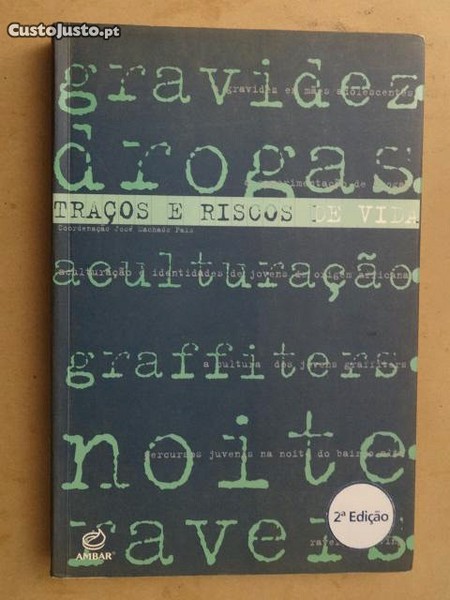 CustoJusto.pt
gravidez
gravidez em mães adolescentes
drogas
TRAÇOS E RISCOS DE VIDA
Coordenação José Machado Pais
aculturação
aculturação e identidades de jovens de origem africana
graffiters
a cultura dos jovens graffiters
noite
percursos juvenis na noite do bairro alto
ravers
2ª Edição
AMBAR